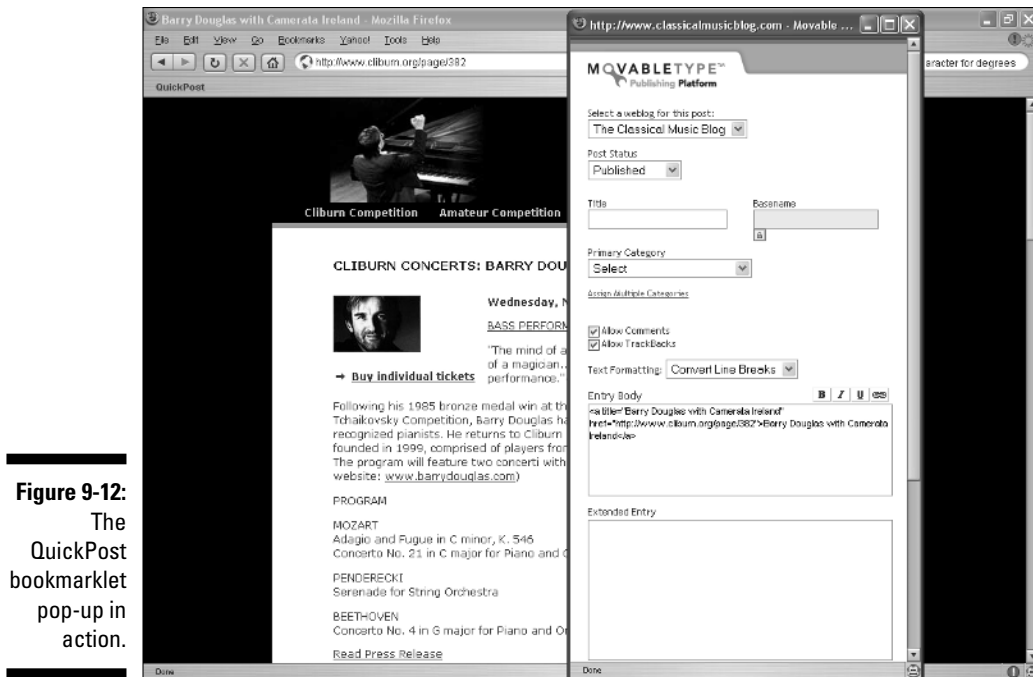 Barry Douglas with Camerata Ireland - Mozilla Firefox
File Edit View Go Bookmarks Yahoo! Tools Help
http://www.cliburn.org/page/382
aracter for degrees
QuickPost
Cliburn Competition Amateur Competition
CLIBURN CONCERTS: BARRY DOU
Wednesday, N
BASS PERFORM
"The mind of a
of a magician..
performance."
→ Buy individual tickets
Following his 1985 bronze medal win at th
Tchaikovsky Competition, Barry Douglas ha
recognized pianists. He returns to Cliburn
founded in 1999, comprised of players from
The program will feature two concerti with
website: www.barrydouglas.com)
PROGRAM
MOZART
Adagio and Fugue in C minor, K. 546
Concerto No. 21 in C major for Piano and O
PENDERECKI
Serenade for String Orchestra
BEETHOVEN
Concerto No. 4 in G major for Piano and Or
Read Press Release
Done
http://www.classicalmusicblog.com - Movable ...
MOVABLETYPE™
Publishing Platform
Select a weblog for this post:
The Classical Music Blog
Post Status
Published
Title Basename
Primary Category
Select
Assign Multiple Categories
Allow Comments
Allow TrackBacks
Text Formatting: Convert Line Breaks
Entry Body B I U
<a title="Barry Douglas with Camerata Ireland"
href="http://www.cliburn.org/page/382">Barry Douglas with Camerata
Ireland</a>
Extended Entry
Done
Figure 9-12:
The
QuickPost
bookmarklet
pop-up in
action.